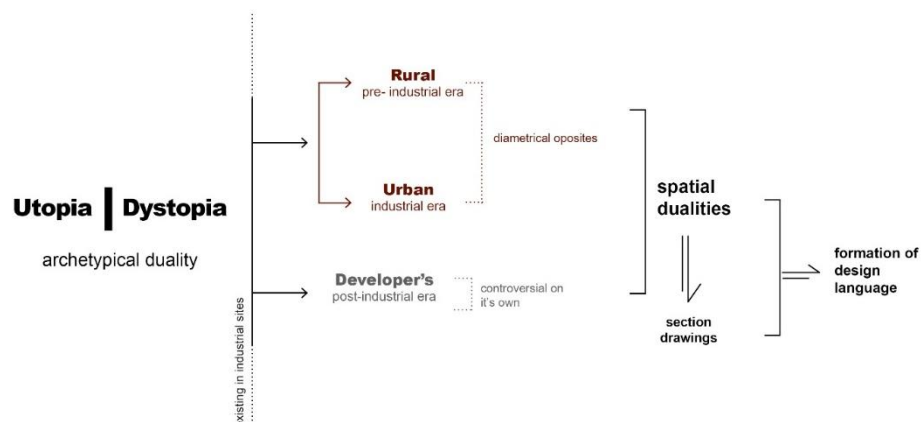 Utopia | Dystopia
archetypical duality
xisting in industrial sites
Rural
pre- industrial era
Urban
industrial era
diametrical oposites
Developer's
post-industrial era
controversial on
it's own
spatial
dualities
section
drawings
formation of
design
language